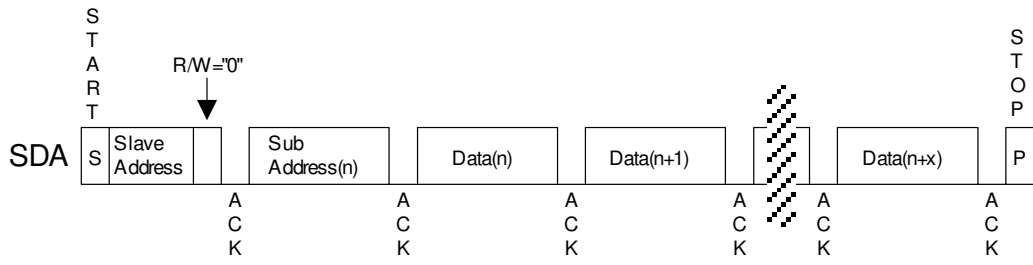 START
STOP
R/W="0"
SDA
S
Slave
Address
Sub
Address(n)
Data(n)
Data(n+1)
Data(n+x)
P
ACK
ACK
ACK
ACK
ACK
ACK